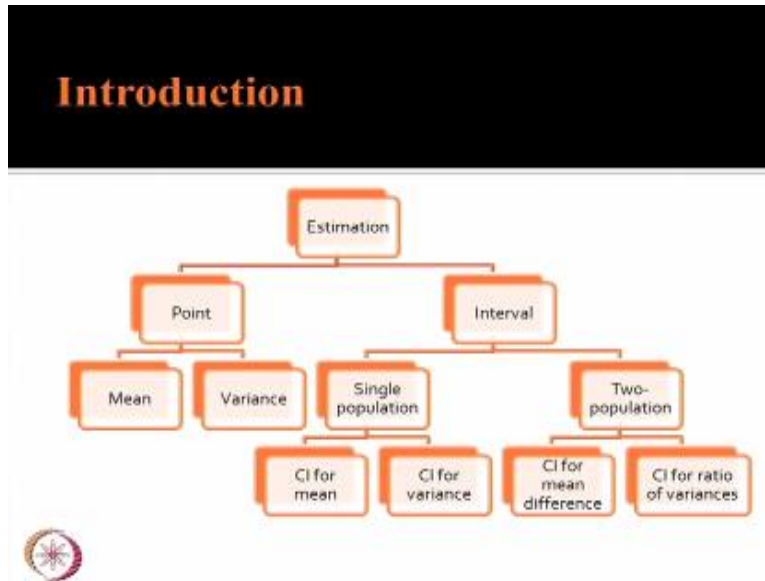 Introduction
Estimation
Point
Interval
Mean
Variance
Single
population
Two-
population
CI for
mean
CI for
variance
CI for
mean
difference
CI for ratio
of variances